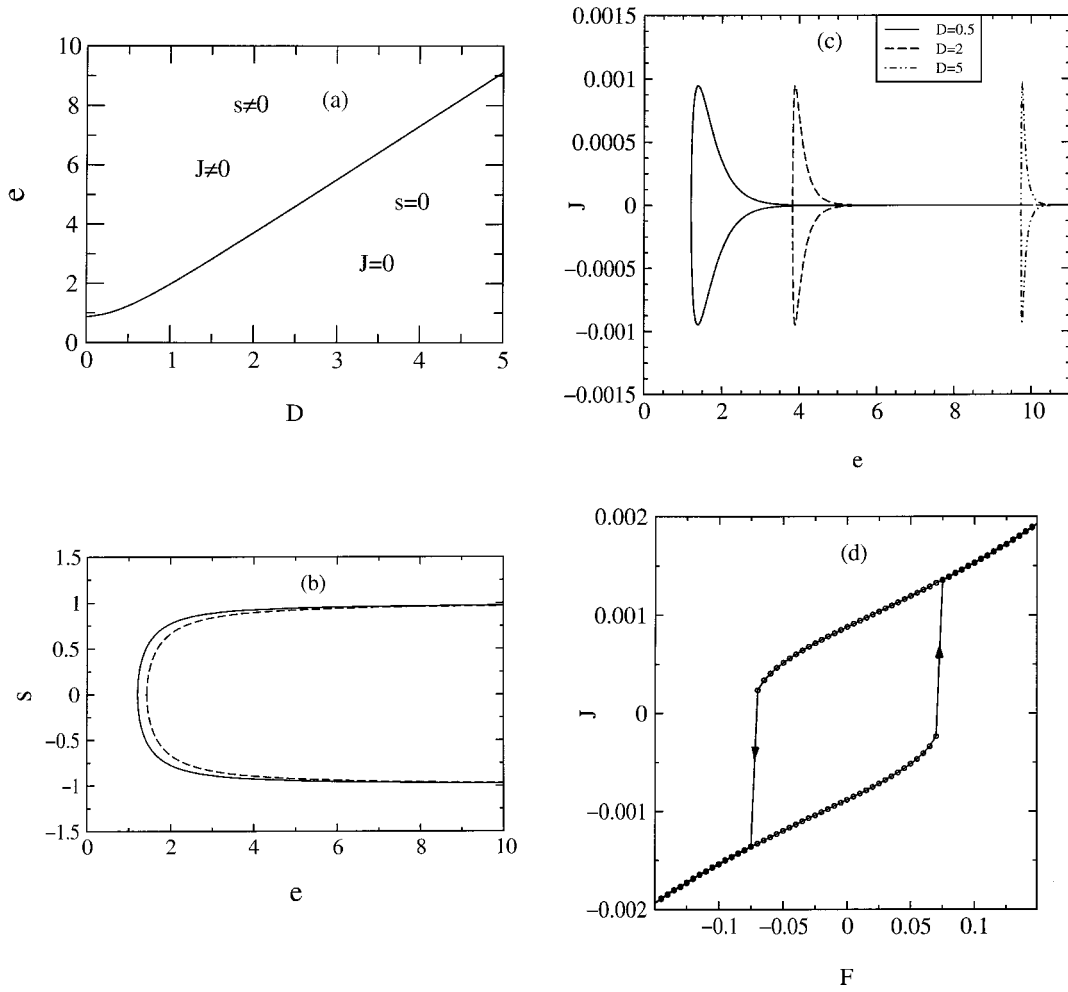 10
8
6
4
2
0
e
(a)
s≠0
J≠0
s=0
J=0
0 1 2 3 4 5
D
0.0015
0.001
0.0005
0
−0.0005
−0.001
−0.0015
J
(c)
D=0.5
D=2
D=5
0 2 4 6 8 10
e
1.5
1
0.5
0
−0.5
−1
−1.5
s
(b)
0 2 4 6 8 10
e
0.002
0.001
0
−0.001
−0.002
J
(d)
−0.1 −0.05 0 0.05 0.1
F